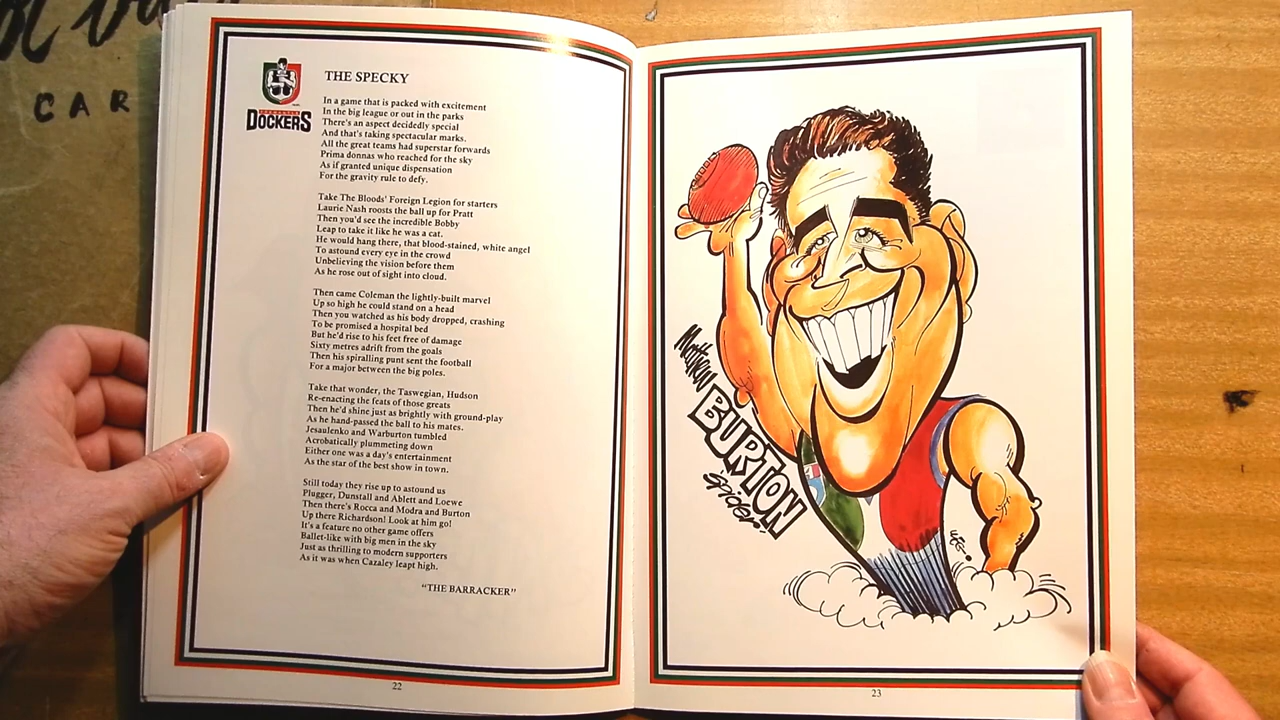 CAR
FREMANTLE
DOCKERS
THE SPECKY
In a game that is packed with excitement
In the big league or out in the parks
There's an aspect decidedly special
And that's taking spectacular marks.
All the great teams had superstar forwards
Prima donnas who reached for the sky
As if granted unique dispensation
For the gravity rule to defy.
Take The Bloods' Foreign Legion for starters
Laurie Nash roosts the ball up for Pratt
Then you'd see the incredible Bobby
Leap to take it like he was a cat.
He would hang there, that blood-stained, white angel
To astound every eye in the crowd
Unbelieving the vision before them
As he rose out of sight into cloud.
Then came Coleman the lightly-built marvel
Up so high he could stand on a head
Then you watched as his body dropped, crashing
To be promised a hospital bed
But he'd rise to his feet free of damage
Sixty metres adrift from the goals
Then his spiralling punt sent the football
For a major between the big poles.
Take that wonder, the Taswegian, Hudson
Re-enacting the feats of those greats
Then he'd shine just as brightly with ground-play
As he hand-passed the ball to his mates.
Jesaulenko and Warburton tumbled
Acrobatically plummeting down
Either one was a day's entertainment
As the star of the best show in town.
Still today they rise up to astound us
Plugger, Dunstall and Ablett and Loewe
Then there's Rocca and Modra and Burton
Up there Richardson! Look at him go!
It's a feature no other game offers
Ballet-like with big men in the sky
Just as thrilling to modern supporters
As it was when Cazaley leapt high.
"THE BARRACKER"
22
Matthew
BURTON
'Spider'
23